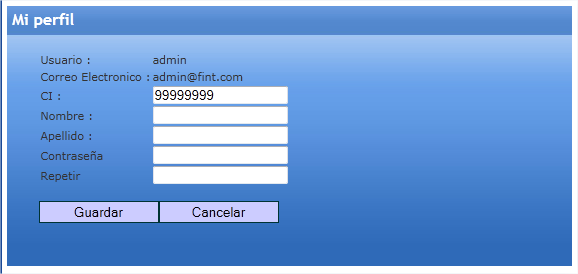 Mi perfil
Usuario : admin
Correo Electronico : admin@fint.com
CI : 99999999
Nombre :
Apellido :
Contraseña
Repetir
Guardar Cancelar